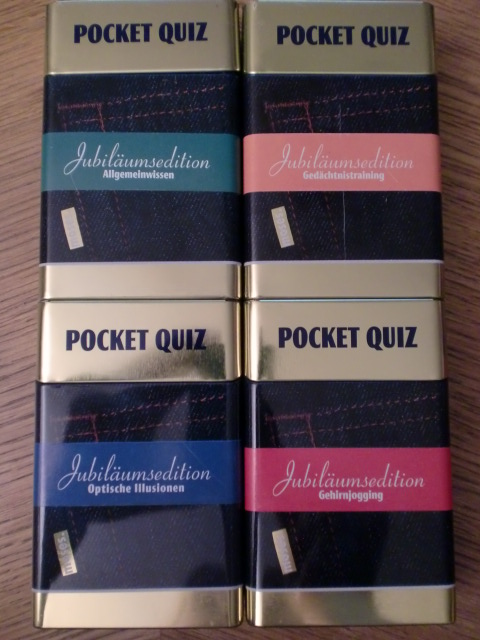 POCKET QUIZ
Jubiläumsedition
Allgemeinwissen
POCKET QUIZ
Jubiläumsedition
Gedächtnistraining
POCKET QUIZ
Jubiläumsedition
Optische Illusionen
POCKET QUIZ
Jubiläumsedition
Gehirnjogging